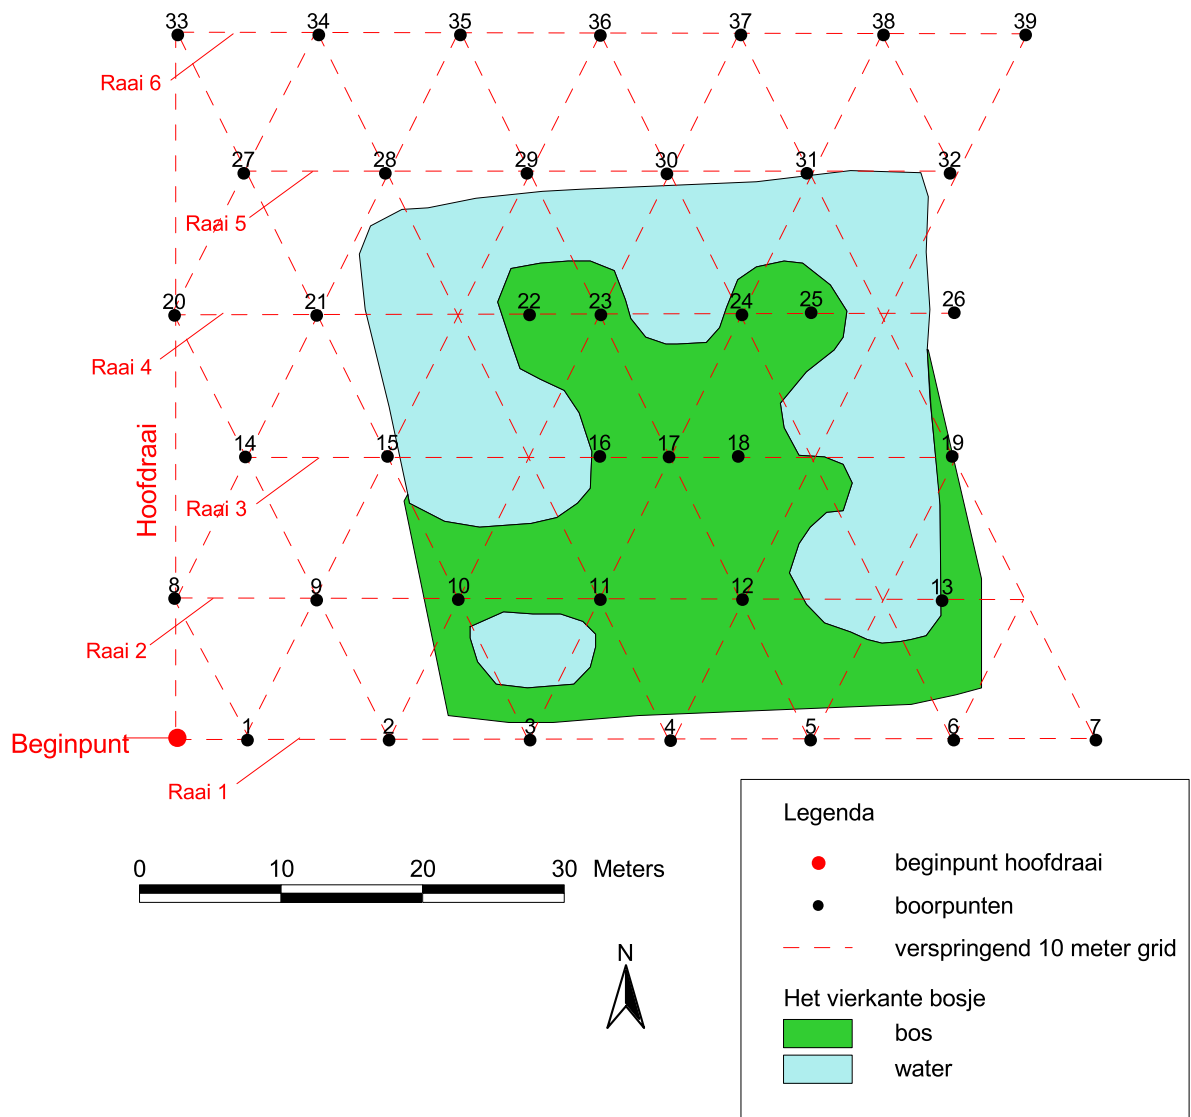 33 34 35 36 37 38 39
Raai 6
27 28 29 30 31 32
Raai 5
20 21 22 23 24 25 26
Raai 4
Hoofdraai
14 15 16 17 18 19
Raai 3
8 9 10 11 12 13
Raai 2
Beginpunt
1 2 3 4 5 6 7
Raai 1
0 10 20 30 Meters
N
Legenda
beginpunt hoofdraai
boorpunten
verspringend 10 meter grid
Het vierkante bosje
bos
water